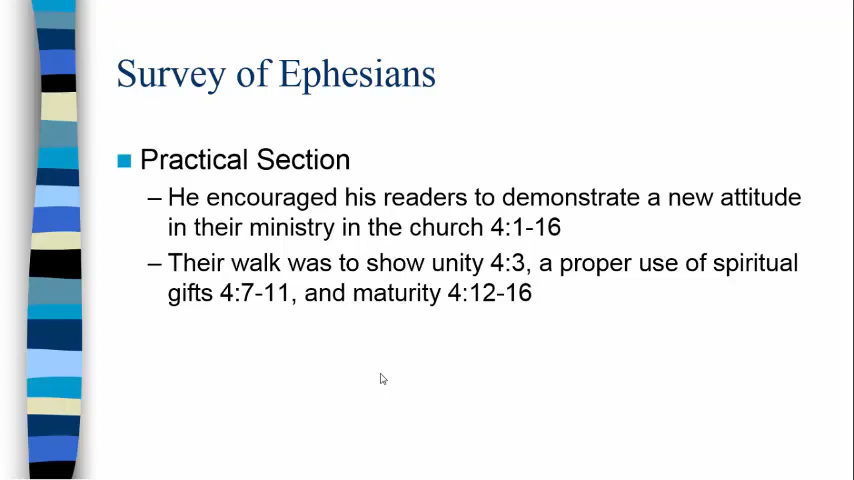 Survey of Ephesians
Practical Section
– He encouraged his readers to demonstrate a new attitude
in their ministry in the church 4:1-16
– Their walk was to show unity 4:3, a proper use of spiritual
gifts 4:7-11, and maturity 4:12-16